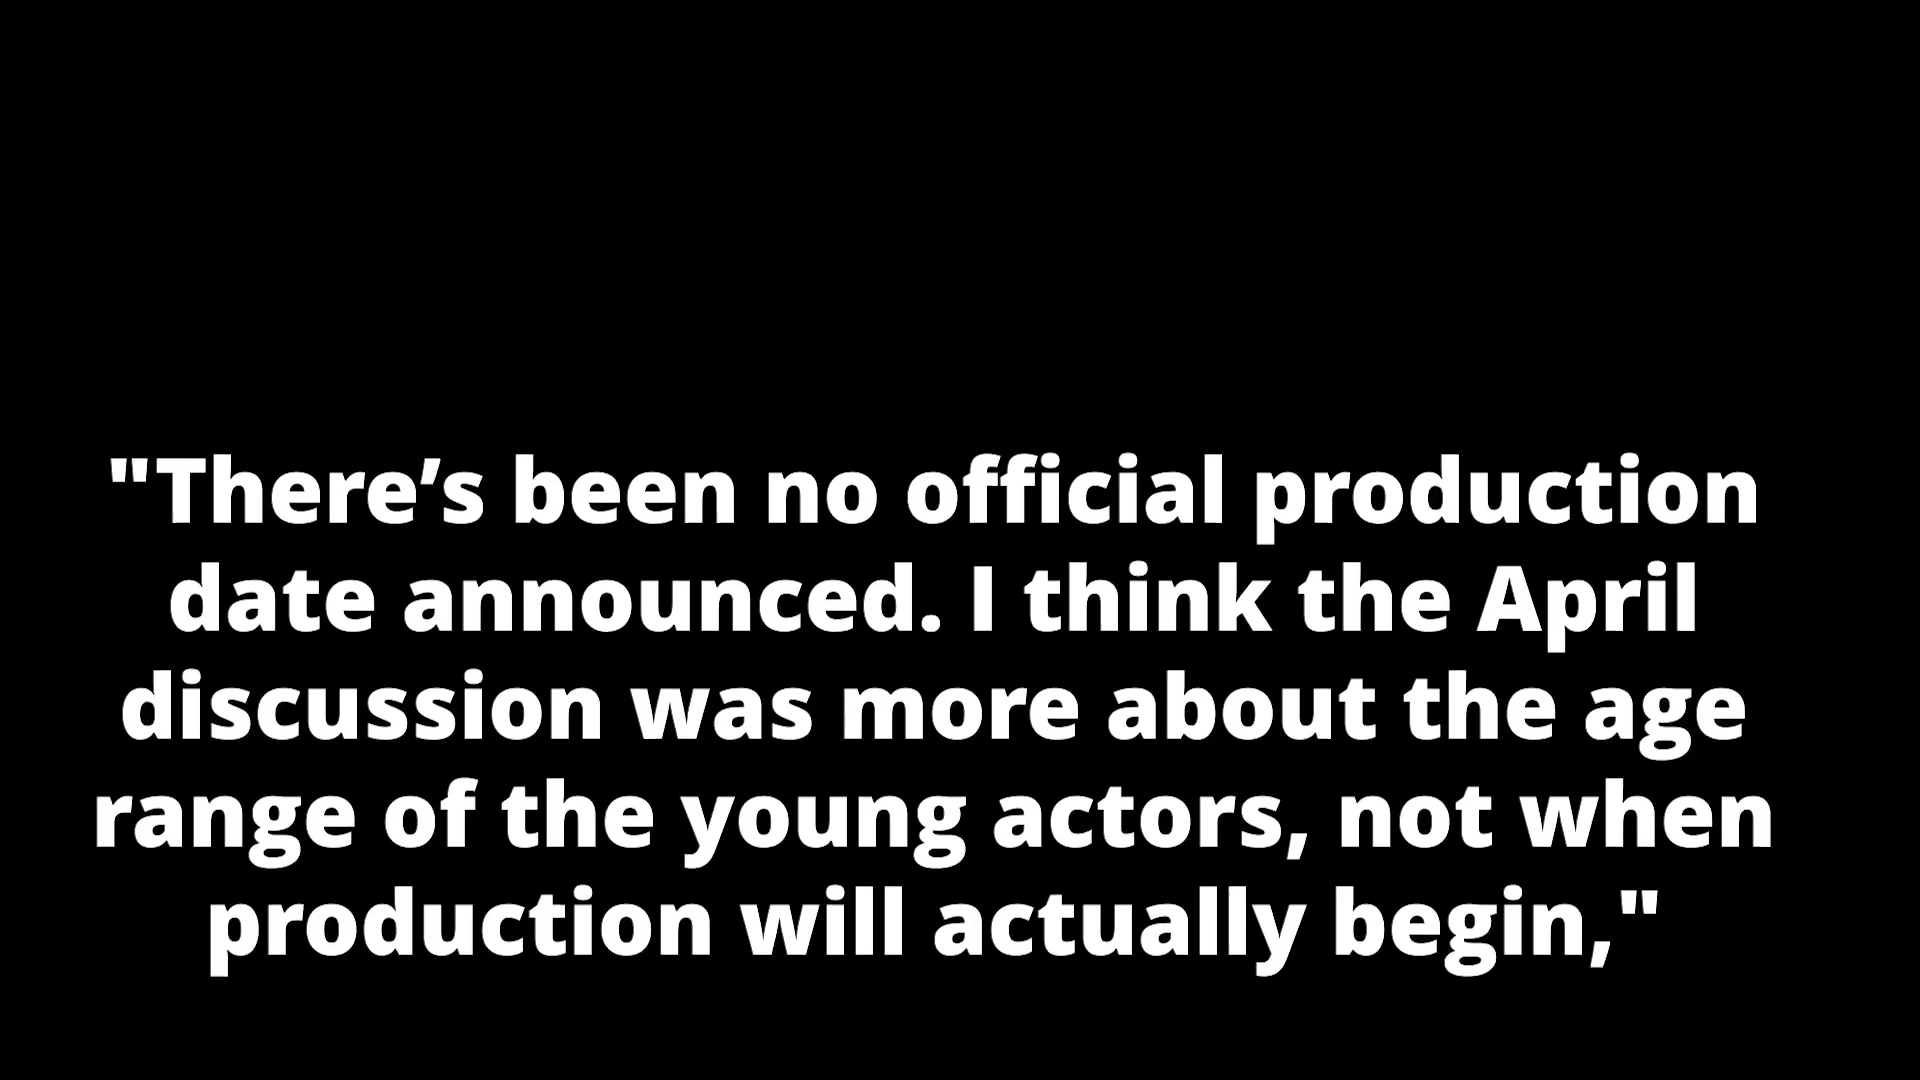 "There’s been no official production
date announced. I think the April
discussion was more about the age
range of the young actors, not when
production will actually begin,"